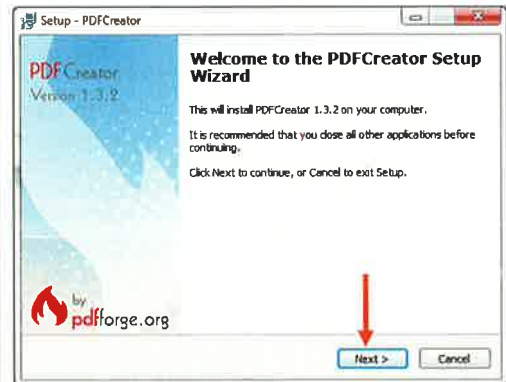 Setup - PDFCreator
PDFCreator
Version 1.3.2
Welcome to the PDFCreator Setup
Wizard
This will install PDFCreator 1.3.2 on your computer.
It is recommended that you close all other applications before
continuing.
Click Next to continue, or Cancel to exit Setup.
by
pdfforge.org
Next >
Cancel